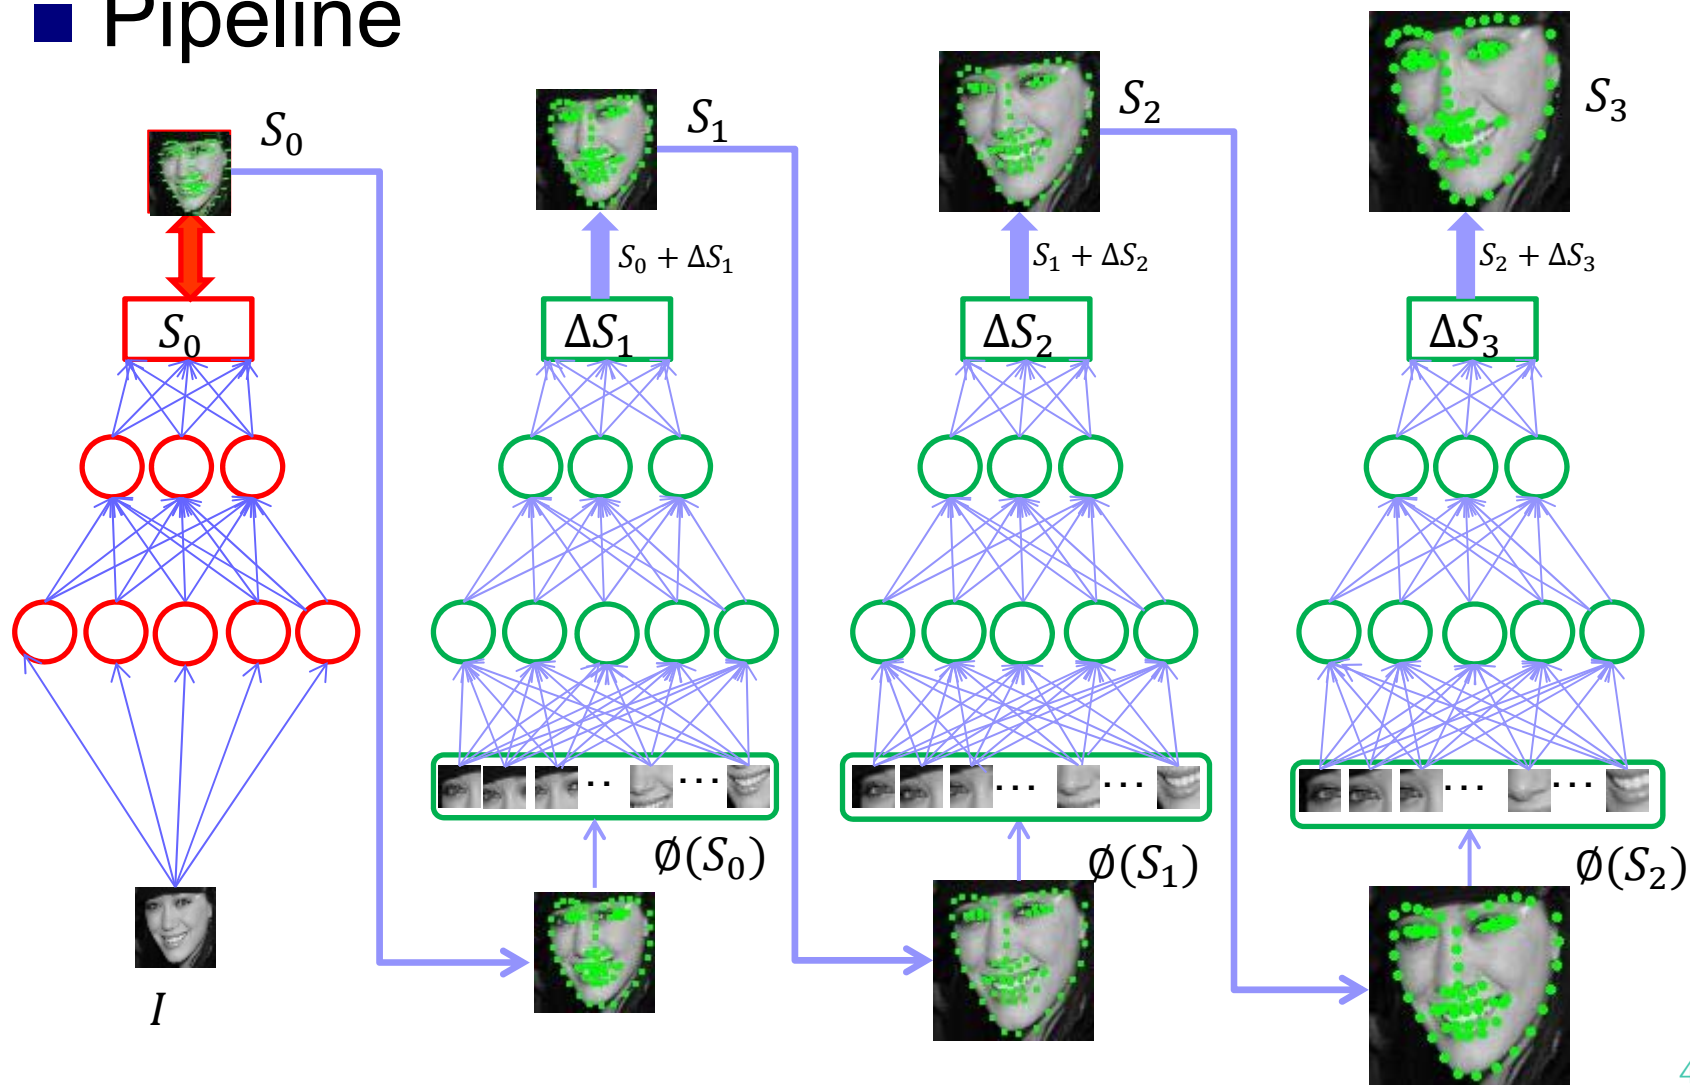 ■ Pipeline
S₀
S₁
S₂
S₃
S₀ + ΔS₁
S₁ + ΔS₂
S₂ + ΔS₃
S₀
ΔS₁
ΔS₂
ΔS₃
.. ...
... ...
... ...
∅(S₀)
∅(S₁)
∅(S₂)
I